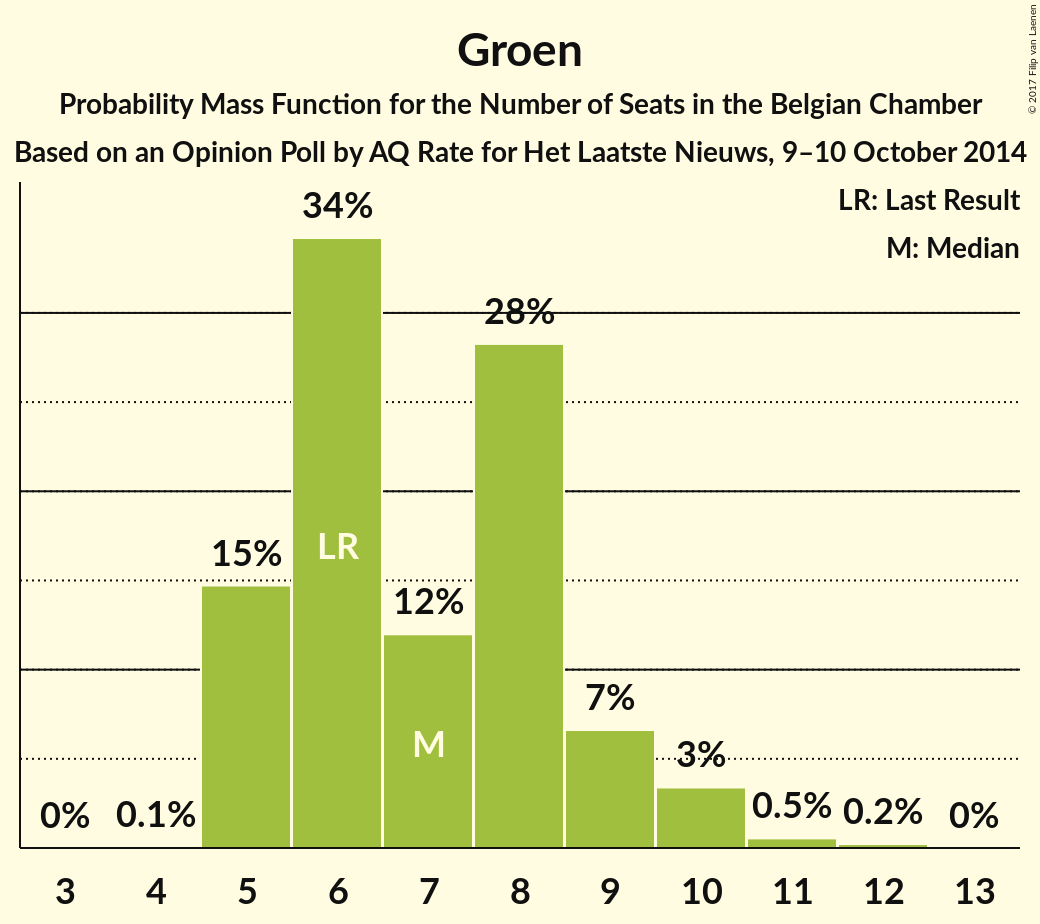 Groen
Probability Mass Function for the Number of Seats in the Belgian Chamber
Based on an Opinion Poll by AQ Rate for Het Laatste Nieuws, 9–10 October 2014
© 2017 Filip van Laenen
LR: Last Result
M: Median
0% 0.1% 15% 34% 12% 28% 7% 3% 0.5% 0.2% 0%
LR
M
3 4 5 6 7 8 9 10 11 12 13